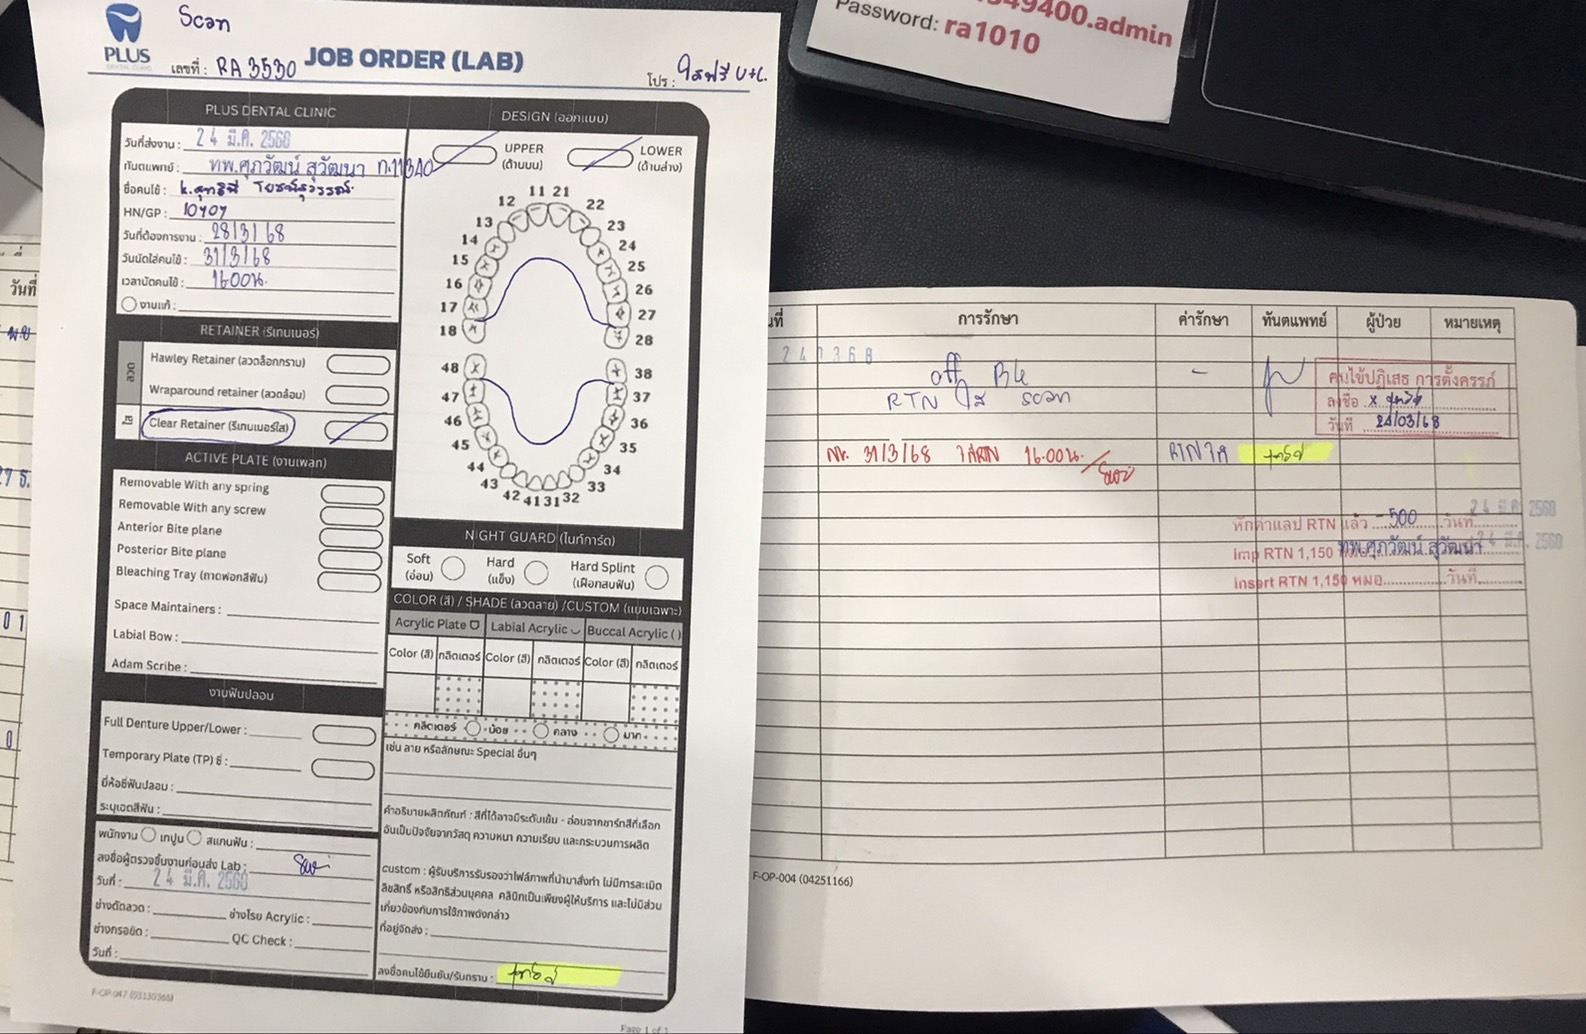 Scan
PLUS
DENTAL CLINIC
เลขที่ : RA 3530
JOB ORDER (LAB)
โปร : ใสฟรี U+L
PLUS DENTAL CLINIC
วันที่ส่งงาน : 24 มี.ค. 2568
ทันตแพทย์ : ทพ.ศุภวัฒน์ สุวัฒนา ท.11340
ชื่อคนไข้ :
HN/GP : 10707
วันที่ต้องการงาน : 28/3/68
วันนัดใส่คนไข้ : 31/3/68
เวลานัดคนไข้ : 16.00น.
งานแก้ :
DESIGN (ออกแบบ)
UPPER
(ด้านบน)
LOWER
(ด้านล่าง)
11 21
12 22
13 23
14 24
15 25
16 26
17 27
18 28
48 38
47 37
46 36
45 35
44 34
43 33
42 41 31 32
RETAINER (รีเทนเนอร์)
ลวด
Hawley Retainer (ลวดล็อกกราม)
Wraparound retainer (ลวดล้อม)
ใส
Clear Retainer (รีเทนเนอร์ใส)
ACTIVE PLATE (งานเพลท)
Removable With any spring
Removable With any screw
Anterior Bite plane
Posterior Bite plane
Bleaching Tray (ถาดฟอกสีฟัน)
Space Maintainers :
Labial Bow :
Adam Scribe :
งานฟันปลอม
Full Denture Upper/Lower :
Temporary Plate (TP) ซี่ :
ยี่ห้อซี่ฟันปลอม :
ระบุเฉดสีฟัน :
พนักงาน เทปูน สแกนฟัน :
ลงชื่อผู้ตรวจชิ้นงานก่อนส่ง Lab :
วันที่ : 24 มี.ค. 2568
ช่างดัดลวด : ช่างโรย Acrylic :
ช่างกรอขัด : QC Check :
วันที่ :
F-OP-047 (03130366)
NIGHT GUARD (ไนท์การ์ด)
Soft
(อ่อน)
Hard
(แข็ง)
Hard Splint
(เฝือกสบฟัน)
COLOR (สี) / SHADE (ลวดลาย) /CUSTOM (แบบเฉพาะ)
Acrylic Plate Labial Acrylic Buccal Acrylic ( )
Color (สี) กลิตเตอร์ Color (สี) กลิตเตอร์ Color (สี) กลิตเตอร์
กลิตเตอร์ น้อย กลาง มาก
เช่น ลาย หรือลักษณะ Special อื่นๆ
คำอธิบายผลิตภัณฑ์ : สีที่ได้อาจมีระดับเข้ม - อ่อนจากชาร์ทสีที่เลือก
อันเป็นปัจจัยจากวัสดุ ความหนา ความเรียบ และกระบวนการผลิต
custom : ผู้รับบริการรับรองว่าไฟล์ภาพที่นำมาสั่งทำ ไม่มีการละเมิด
ลิขสิทธิ์ หรือสิทธิส่วนบุคคล คลินิกเป็นเพียงผู้ให้บริการ และไม่มีส่วน
เกี่ยวข้องกับการใช้ภาพดังกล่าว
ที่อยู่จัดส่ง :
ลงชื่อคนไข้ยืนยัน/รับทราบ :
Page 1 of 1
49400.admin
Password: ra1010
วันที่
ที่ การรักษา ค่ารักษา ทันตแพทย์ ผู้ป่วย หมายเหตุ
240368
off Bk -
RTN ใส scan
คนไข้ปฏิเสธ การตั้งครรภ์
ลงชื่อ x
วันที่ 24/03/68
Nv. 31/3/68 ใส่RTN 16.00น. RTN ใส
หักค่าแลป RTN แล้ว 500 วันที่ 24 มี.ค. 2568
Imp RTN 1,150 ทพ.ศุภวัฒน์ สุวัฒนา 24 มี.ค. 2568
Insert RTN 1,150 หมอ วันที่
F-OP-004 (04251166)